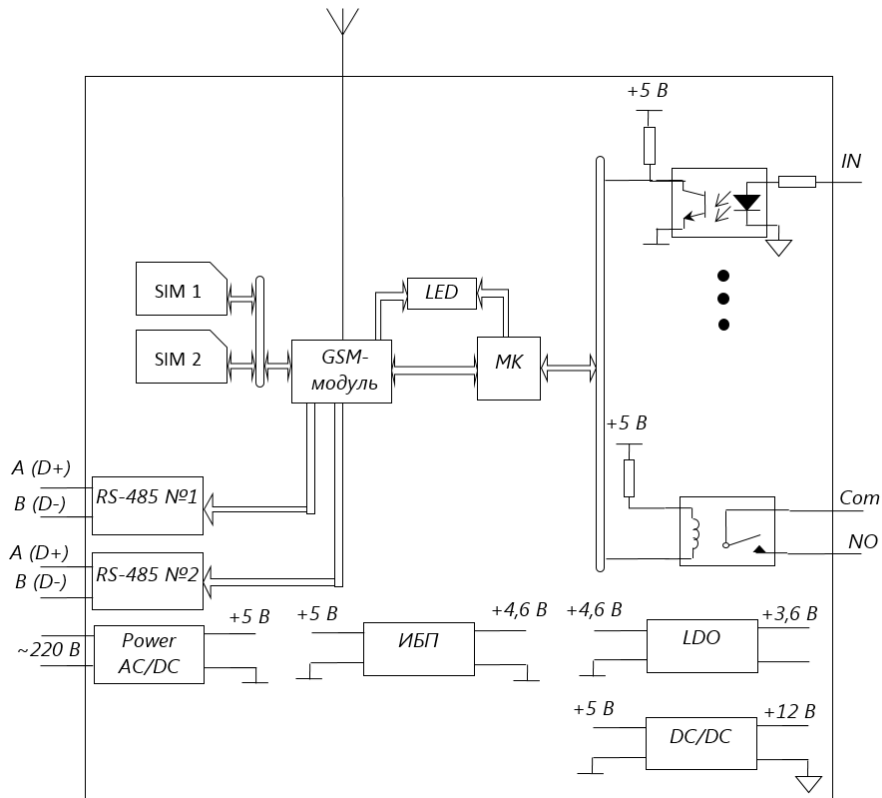 +5 В
IN
SIM 1
SIM 2
LED
GSM-
модуль
МК
+5 В
A (D+)
B (D-)
RS-485 №1
Com
NO
A (D+)
B (D-)
RS-485 №2
~220 В
Power
AC/DC
+5 В
+5 В
ИБП
+4,6 В
+4,6 В
LDO
+3,6 В
+5 В
DC/DC
+12 В